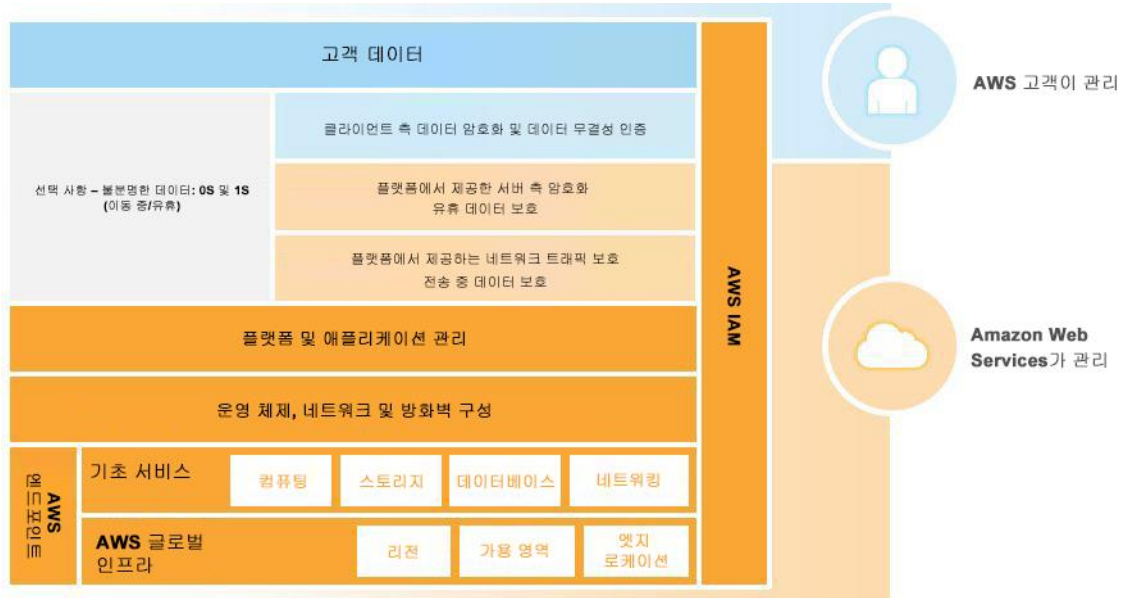 고객 데이터
AWS 고객이 관리
클라이언트 측 데이터 암호화 및 데이터 무결성 인증
선택 사항 – 불분명한 데이터: 0S 및 1S
(이동 중/유휴)
플랫폼에서 제공한 서버 측 암호화
유휴 데이터 보호
플랫폼에서 제공하는 네트워크 트래픽 보호
전송 중 데이터 보호
AWS IAM
플랫폼 및 애플리케이션 관리
Amazon Web
Services가 관리
운영 체제, 네트워크 및 방화벽 구성
AWS
엔드포인트
기초 서비스
컴퓨팅
스토리지
데이터베이스
네트워킹
AWS 글로벌
인프라
리전
가용 영역
엣지
로케이션